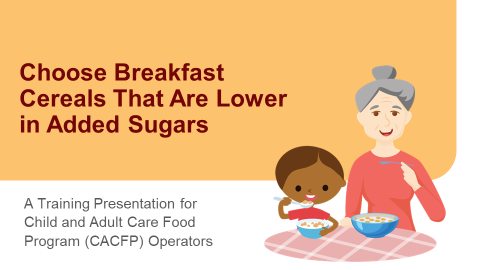 Choose Breakfast
Cereals That Are Lower
in Added Sugars
A Training Presentation for
Child and Adult Care Food
Program (CACFP) Operators